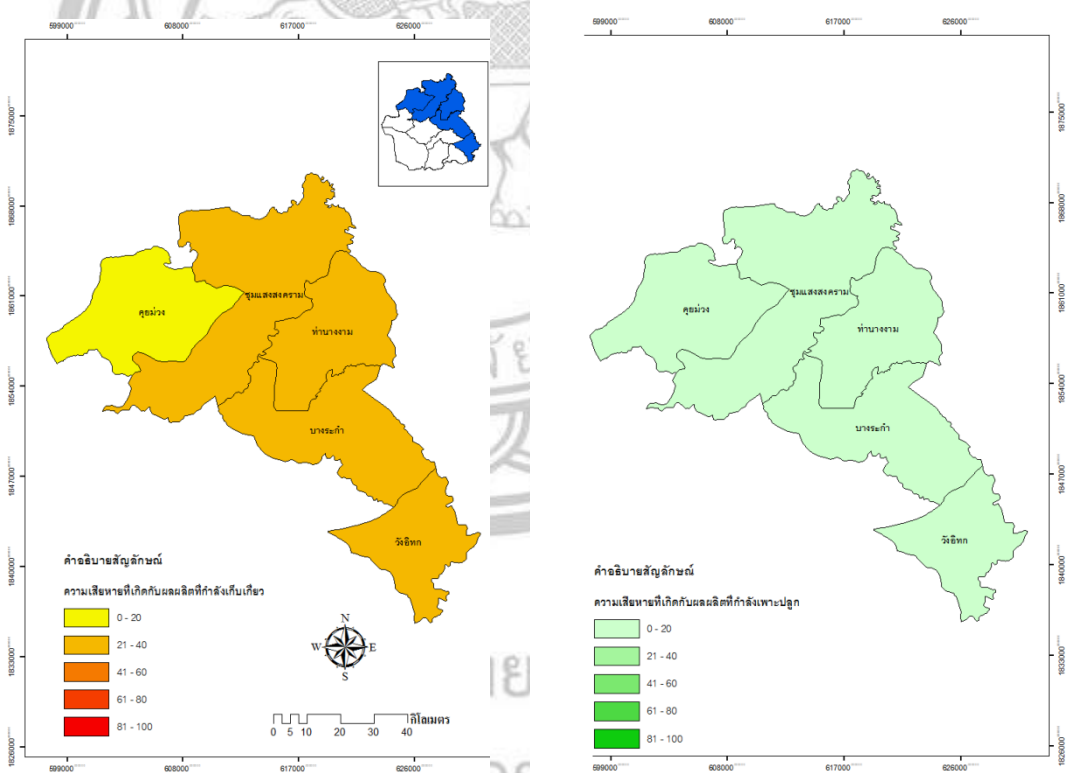 599000
608000
617000
626000
1875000
1868000
1861000
1854000
1847000
1840000
1833000
1826000
คุยม่วง
ชุมแสงสงคราม
ท่านางงาม
บางระกำ
วังอิทก
คำอธิบายสัญลักษณ์
ความเสียหายที่เกิดกับผลผลิตที่กำลังเก็บเกี่ยว
0 - 20
21 - 40
41 - 60
61 - 80
81 - 100
N
W E
S
กิโลเมตร
0 5 10 20 30 40
599000
608000
617000
626000
599000
608000
617000
626000
คุยม่วง
ชุมแสงสงคราม
ท่านางงาม
บางระกำ
วังอิทก
คำอธิบายสัญลักษณ์
ความเสียหายที่เกิดกับผลผลิตที่กำลังเพาะปลูก
0 - 20
21 - 40
41 - 60
61 - 80
81 - 100
1875000
1868000
1861000
1854000
1847000
1840000
1833000
1826000
599000
608000
617000
626000